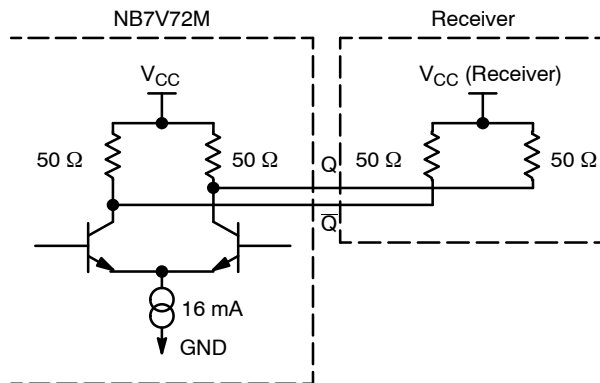 NB7V72M
Receiver
VCC
VCC (Receiver)
50 Ω
50 Ω
Q
50 Ω
50 Ω
Q̅
16 mA
GND